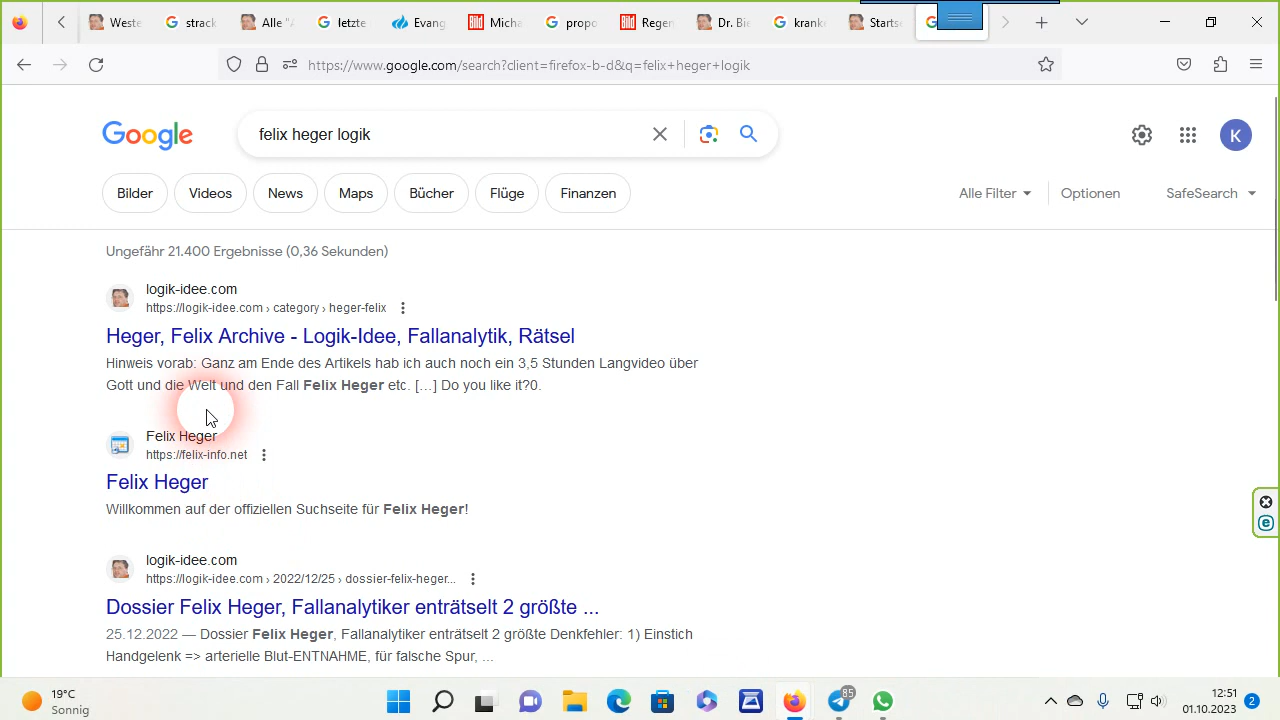 Weste
strack
Alle "A
letzte
Evang
Bild
Micha
propo
Bild
Regen
Dr. Bie
kranke
Starts
https://www.google.com/search?client=firefox-b-d&q=felix+heger+logik
Google
felix heger logik
K
Bilder
Videos
News
Maps
Bücher
Flüge
Finanzen
Alle Filter
Optionen
SafeSearch
Ungefähr 21.400 Ergebnisse (0,36 Sekunden)
logik-idee.com
https://logik-idee.com › category › heger-felix
Heger, Felix Archive - Logik-Idee, Fallanalytik, Rätsel
Hinweis vorab: Ganz am Ende des Artikels hab ich auch noch ein 3,5 Stunden Langvideo über
Gott und die Welt und den Fall Felix Heger etc. [...] Do you like it?0.
Felix Heger
https://felix-info.net
Felix Heger
Willkommen auf der offiziellen Suchseite für Felix Heger!
logik-idee.com
https://logik-idee.com › 2022/12/25 › dossier-felix-heger...
Dossier Felix Heger, Fallanalytiker enträtselt 2 größte ...
25.12.2022 — Dossier Felix Heger, Fallanalytiker enträtselt 2 größte Denkfehler: 1) Einstich
Handgelenk => arterielle Blut-ENTNAHME, für falsche Spur, ...
19°C
Sonnig
85
12:51
01.10.2023
2